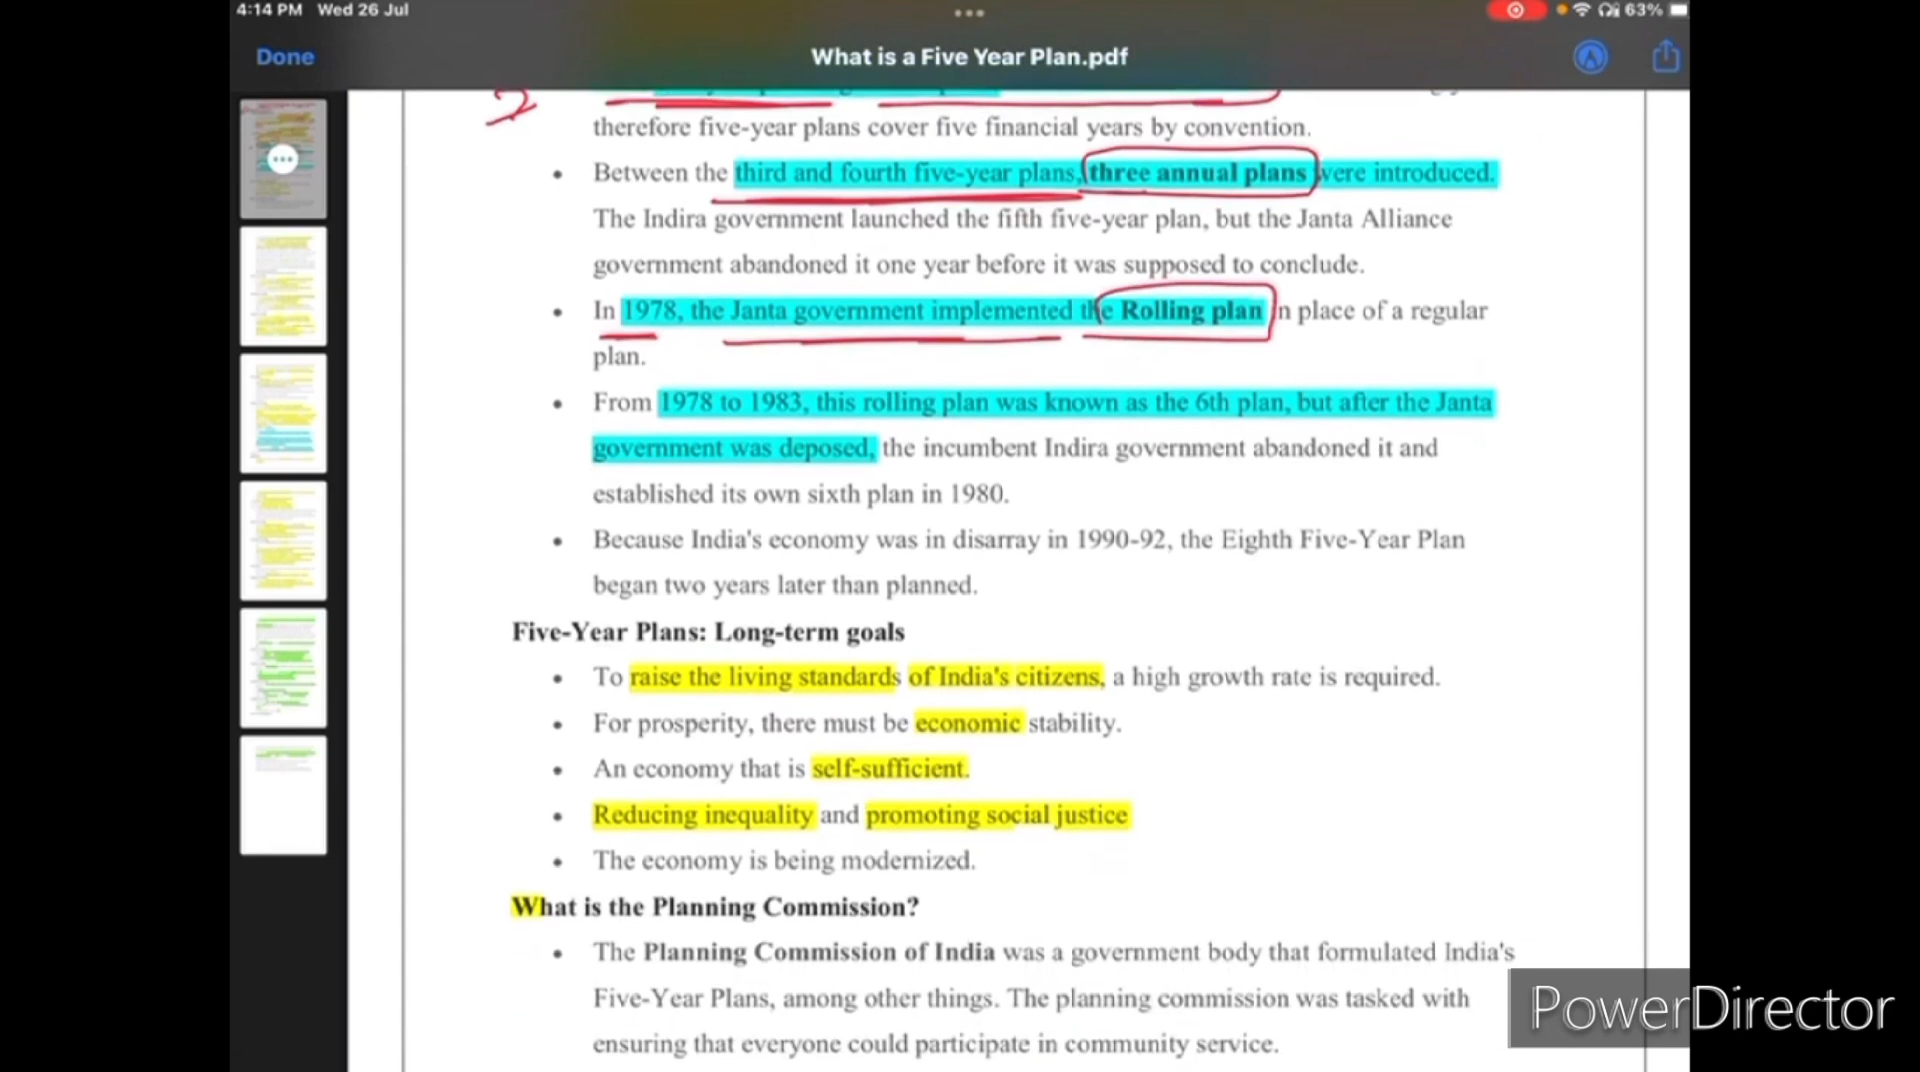 4:14 PM Wed 26 Jul
63%
Done
What is a Five Year Plan.pdf
therefore five-year plans cover five financial years by convention.
• Between the third and fourth five-year plans, three annual plans were introduced.
The Indira government launched the fifth five-year plan, but the Janta Alliance
government abandoned it one year before it was supposed to conclude.
• In 1978, the Janta government implemented the Rolling plan in place of a regular
plan.
• From 1978 to 1983, this rolling plan was known as the 6th plan, but after the Janta
government was deposed, the incumbent Indira government abandoned it and
established its own sixth plan in 1980.
• Because India's economy was in disarray in 1990-92, the Eighth Five-Year Plan
began two years later than planned.
Five-Year Plans: Long-term goals
• To raise the living standards of India's citizens, a high growth rate is required.
• For prosperity, there must be economic stability.
• An economy that is self-sufficient.
• Reducing inequality and promoting social justice
• The economy is being modernized.
What is the Planning Commission?
• The Planning Commission of India was a government body that formulated India's
Five-Year Plans, among other things. The planning commission was tasked with
ensuring that everyone could participate in community service.
PowerDirector